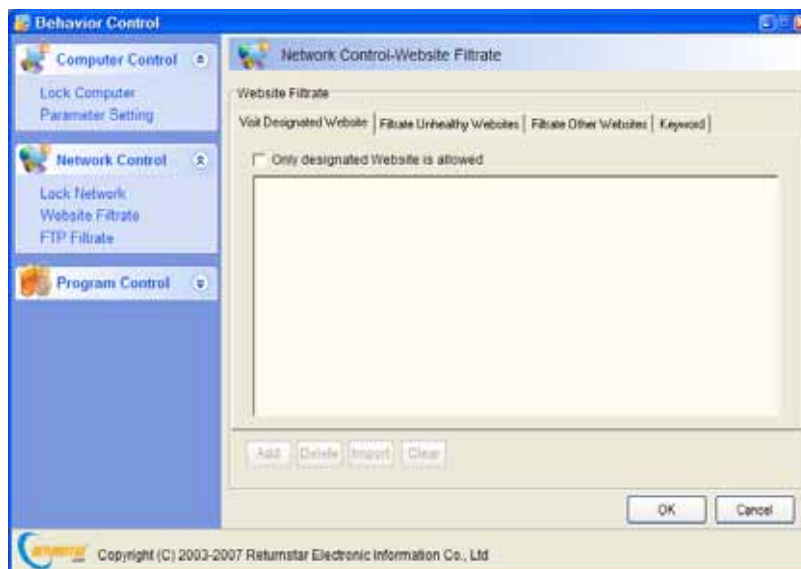 Behavior Control
Computer Control
Lock Computer
Parameter Setting
Network Control
Lock Network
Website Filtrate
FTP Filtrate
Program Control
Network Control-Website Filtrate
Website Filtrate
Visit Designated Website
Filtrate Unhealthy Websites
Filtrate Other Websites
Keyword
Only designated Website is allowed
Add
Delete
Import
Clear
OK
Cancel
Copyright (C) 2003-2007 Returnstar Electronic Information Co., Ltd